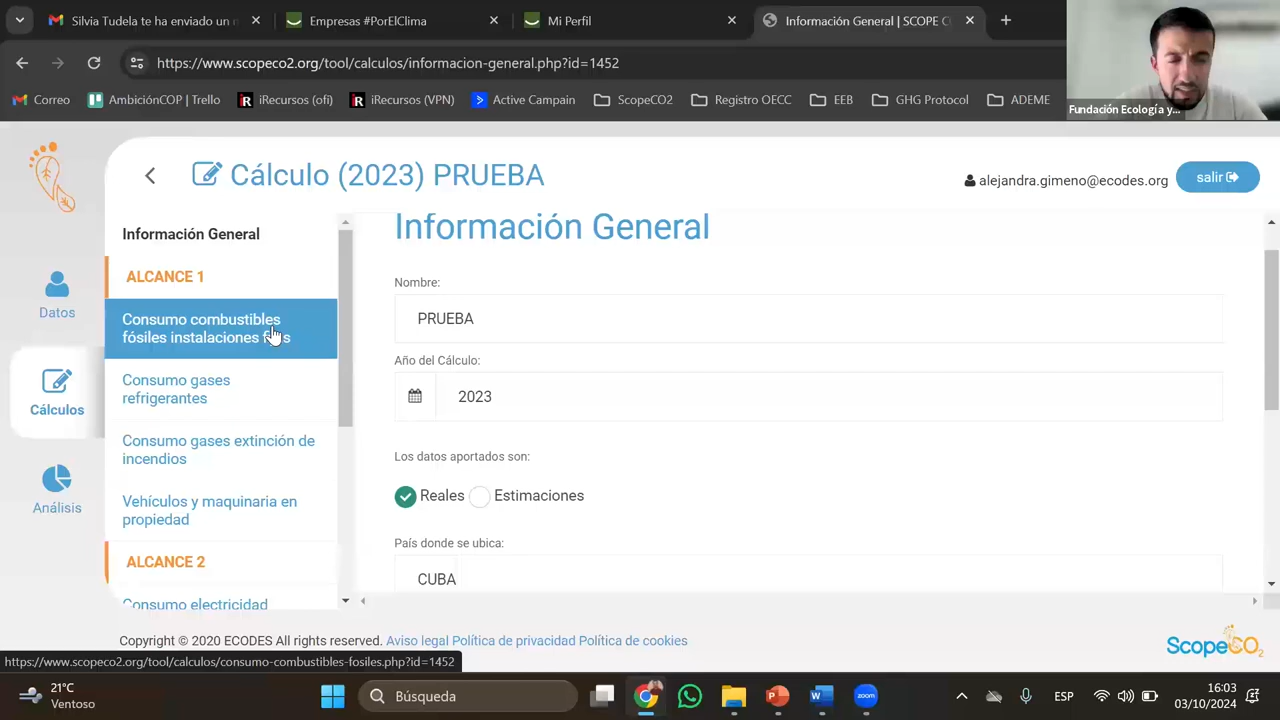 Silvia Tudela te ha enviado un
Empresas #PorElClima
Mi Perfil
Información General | SCOPE C
https://www.scopeco2.org/tool/calculos/informacion-general.php?id=1452
Correo
AmbiciónCOP | Trello
iRecursos (ofi)
iRecursos (VPN)
Active Campain
ScopeCO2
Registro OECC
EEB
GHG Protocol
ADEME
Fundación Ecología y...
Cálculo (2023) PRUEBA
alejandra.gimeno@ecodes.org
salir
Datos
Cálculos
Análisis
Información General
ALCANCE 1
Consumo combustibles
fósiles instalaciones
Consumo gases
refrigerantes
Consumo gases extinción de
incendios
Vehículos y maquinaria en
propiedad
ALCANCE 2
Consumo electricidad
Información General
Nombre:
PRUEBA
Año del Cálculo:
2023
Los datos aportados son:
Reales
Estimaciones
País donde se ubica:
CUBA
Copyright © 2020 ECODES All rights reserved. Aviso legal Política de privacidad Política de cookies
ScopeCO2
https://www.scopeco2.org/tool/calculos/consumo-combustibles-fosiles.php?id=1452
21°C
Ventoso
Búsqueda
zoom
ESP
16:03
03/10/2024